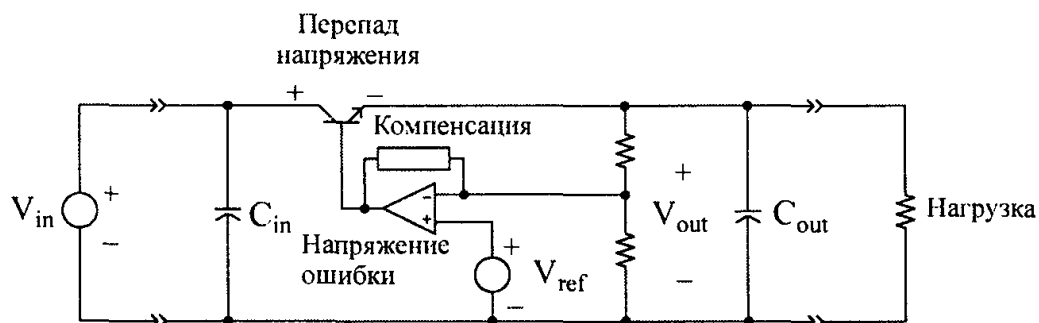 Перепад
напряжения
+
−
Компенсация
V_in
+
−
C_in
−
+
Напряжение
ошибки
+
V_ref
−
+
V_out
−
C_out
Нагрузка